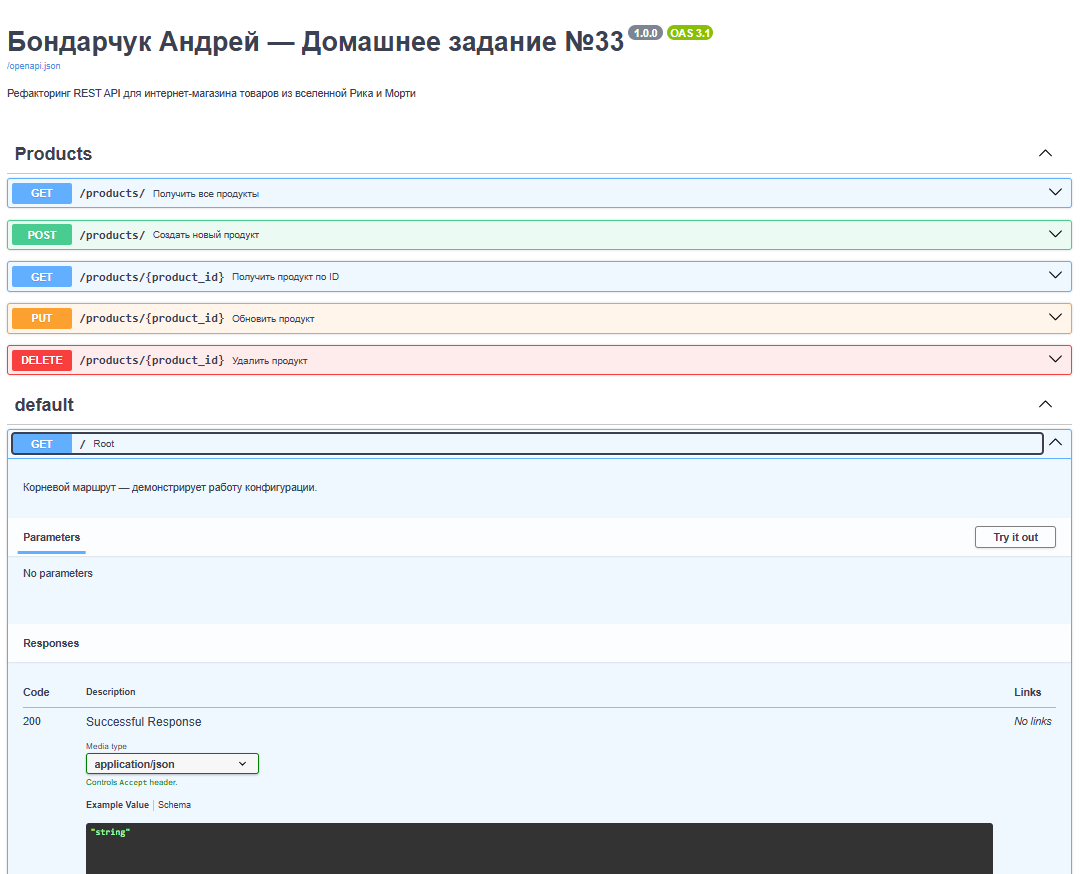 Бондарчук Андрей — Домашнее задание №33 1.0.0 OAS 3.1
/openapi.json
Рефакторинг REST API для интернет-магазина товаров из вселенной Рика и Морти
Products
GET /products/ Получить все продукты
POST /products/ Создать новый продукт
GET /products/{product_id} Получить продукт по ID
PUT /products/{product_id} Обновить продукт
DELETE /products/{product_id} Удалить продукт
default
GET / Root
Корневой маршрут — демонстрирует работу конфигурации.
Parameters Try it out
No parameters
Responses
Code Description Links
200 Successful Response No links
Media type
application/json
Controls Accept header.
Example Value Schema
"string"